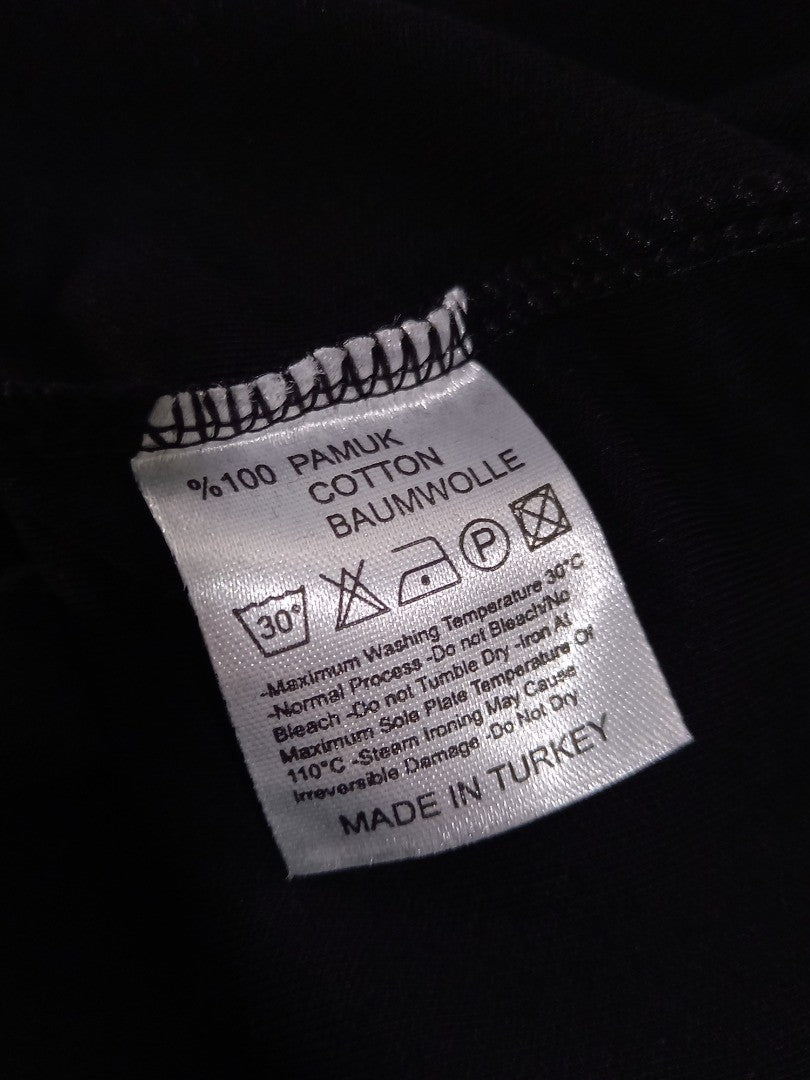 %100 PAMUK
COTTON
BAUMWOLLE
30° P
-Maximum Washing Temperature 30°C
-Normal Process -Do not Bleach/No
Bleach -Do not Tumble Dry -Iron At
Maximum Sole Plate Temperature Of
110°C -Steam Ironing May Cause
Irreversible Damage -Do Not Dry
MADE IN TURKEY